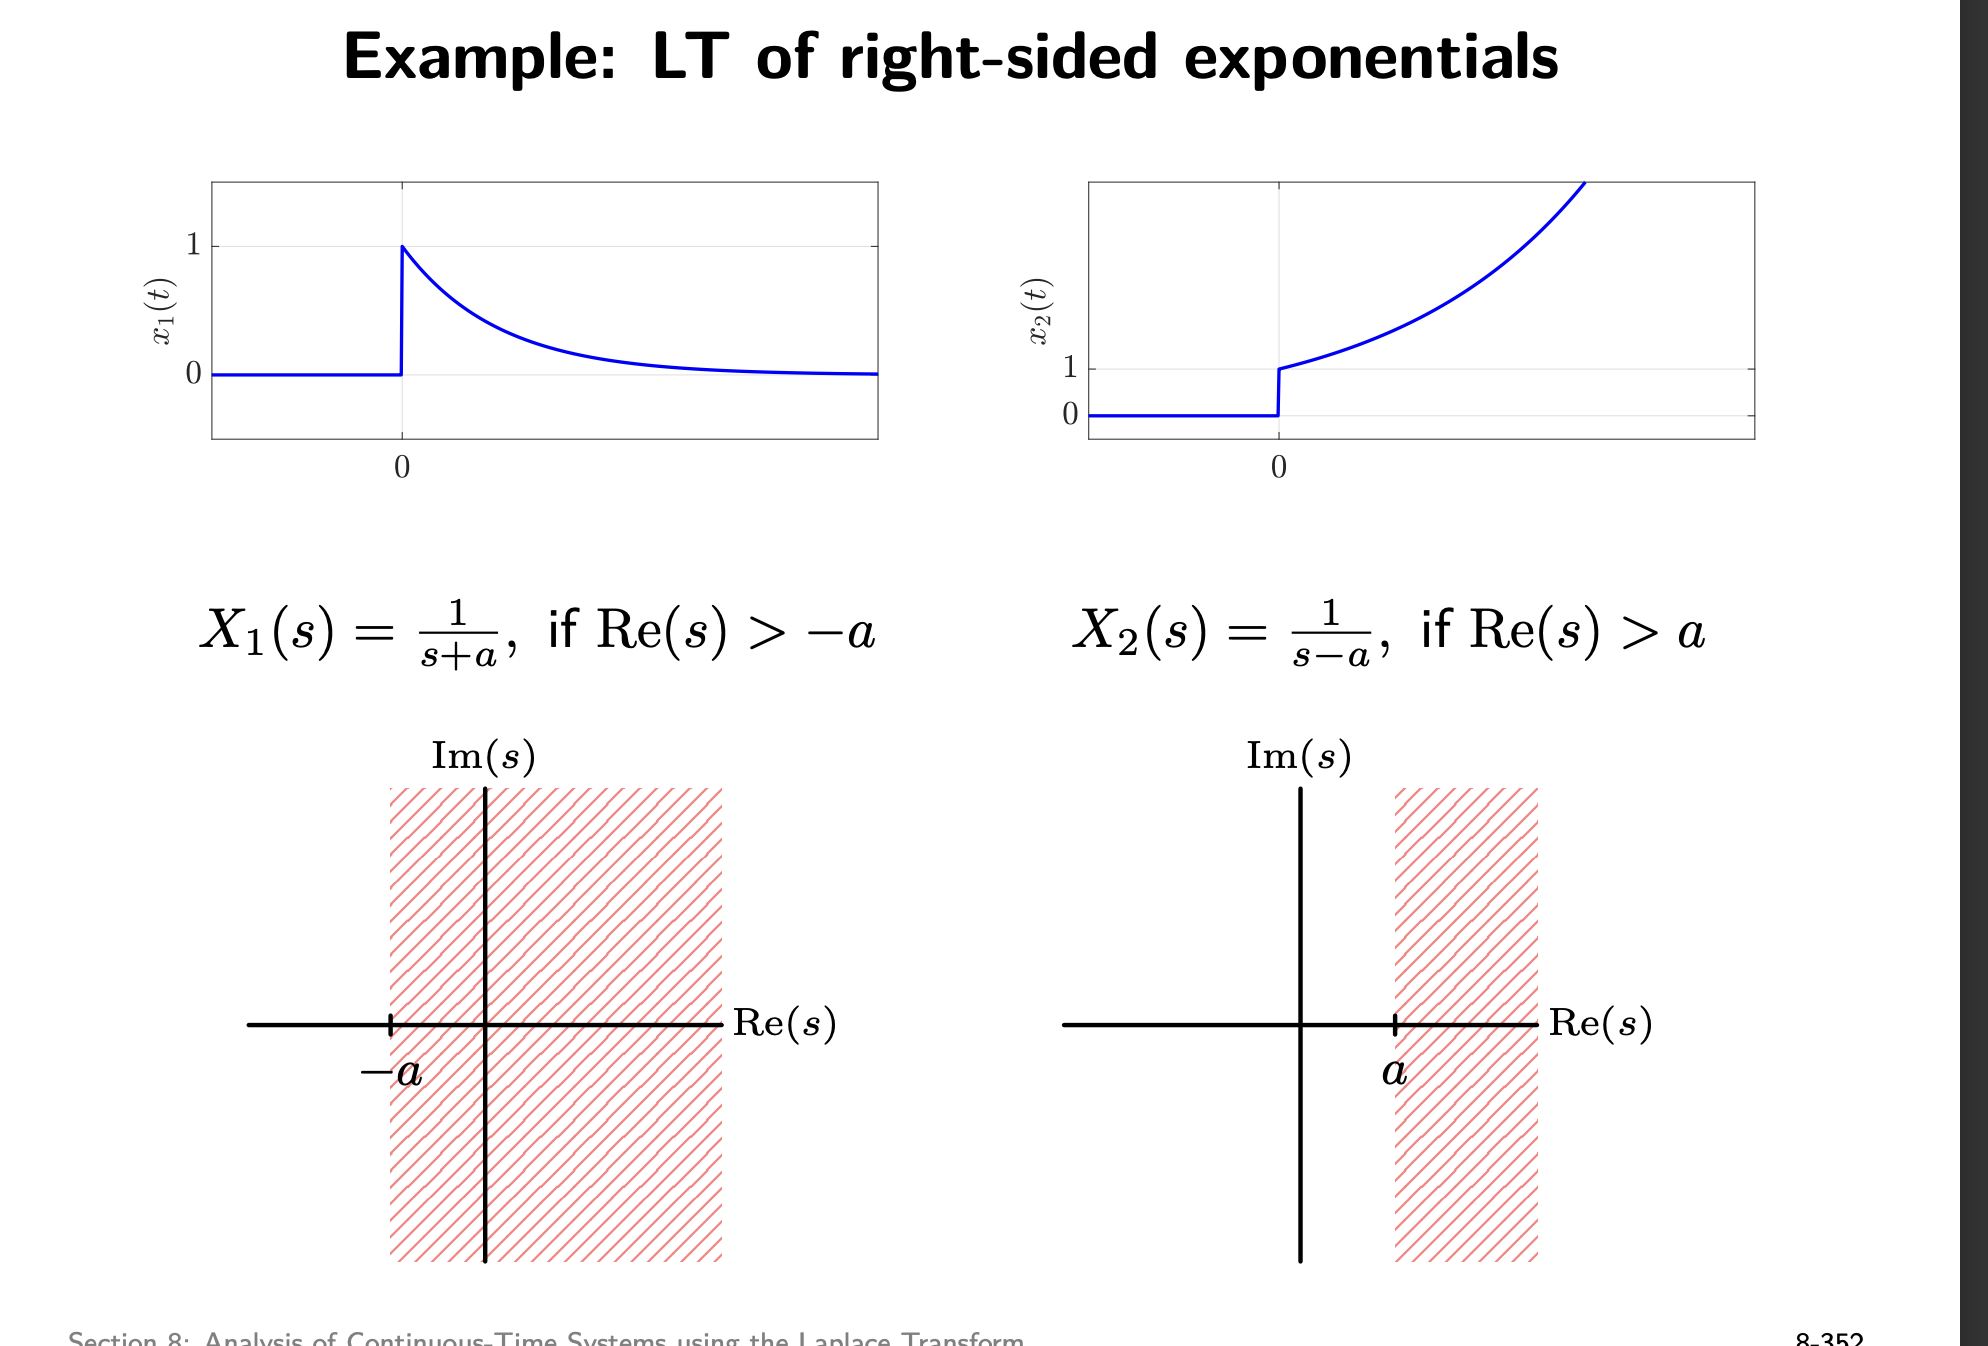 Example: LT of right-sided exponentials
x₁(t)
1
0
0
x₂(t)
1
0
0
X₁(s) = 1/(s+a), if Re(s) > −a
X₂(s) = 1/(s−a), if Re(s) > a
Im(s)
Re(s)
−a
Im(s)
Re(s)
a
Section 8: Analysis of Continuous-Time Systems using the Laplace Transform
8-352